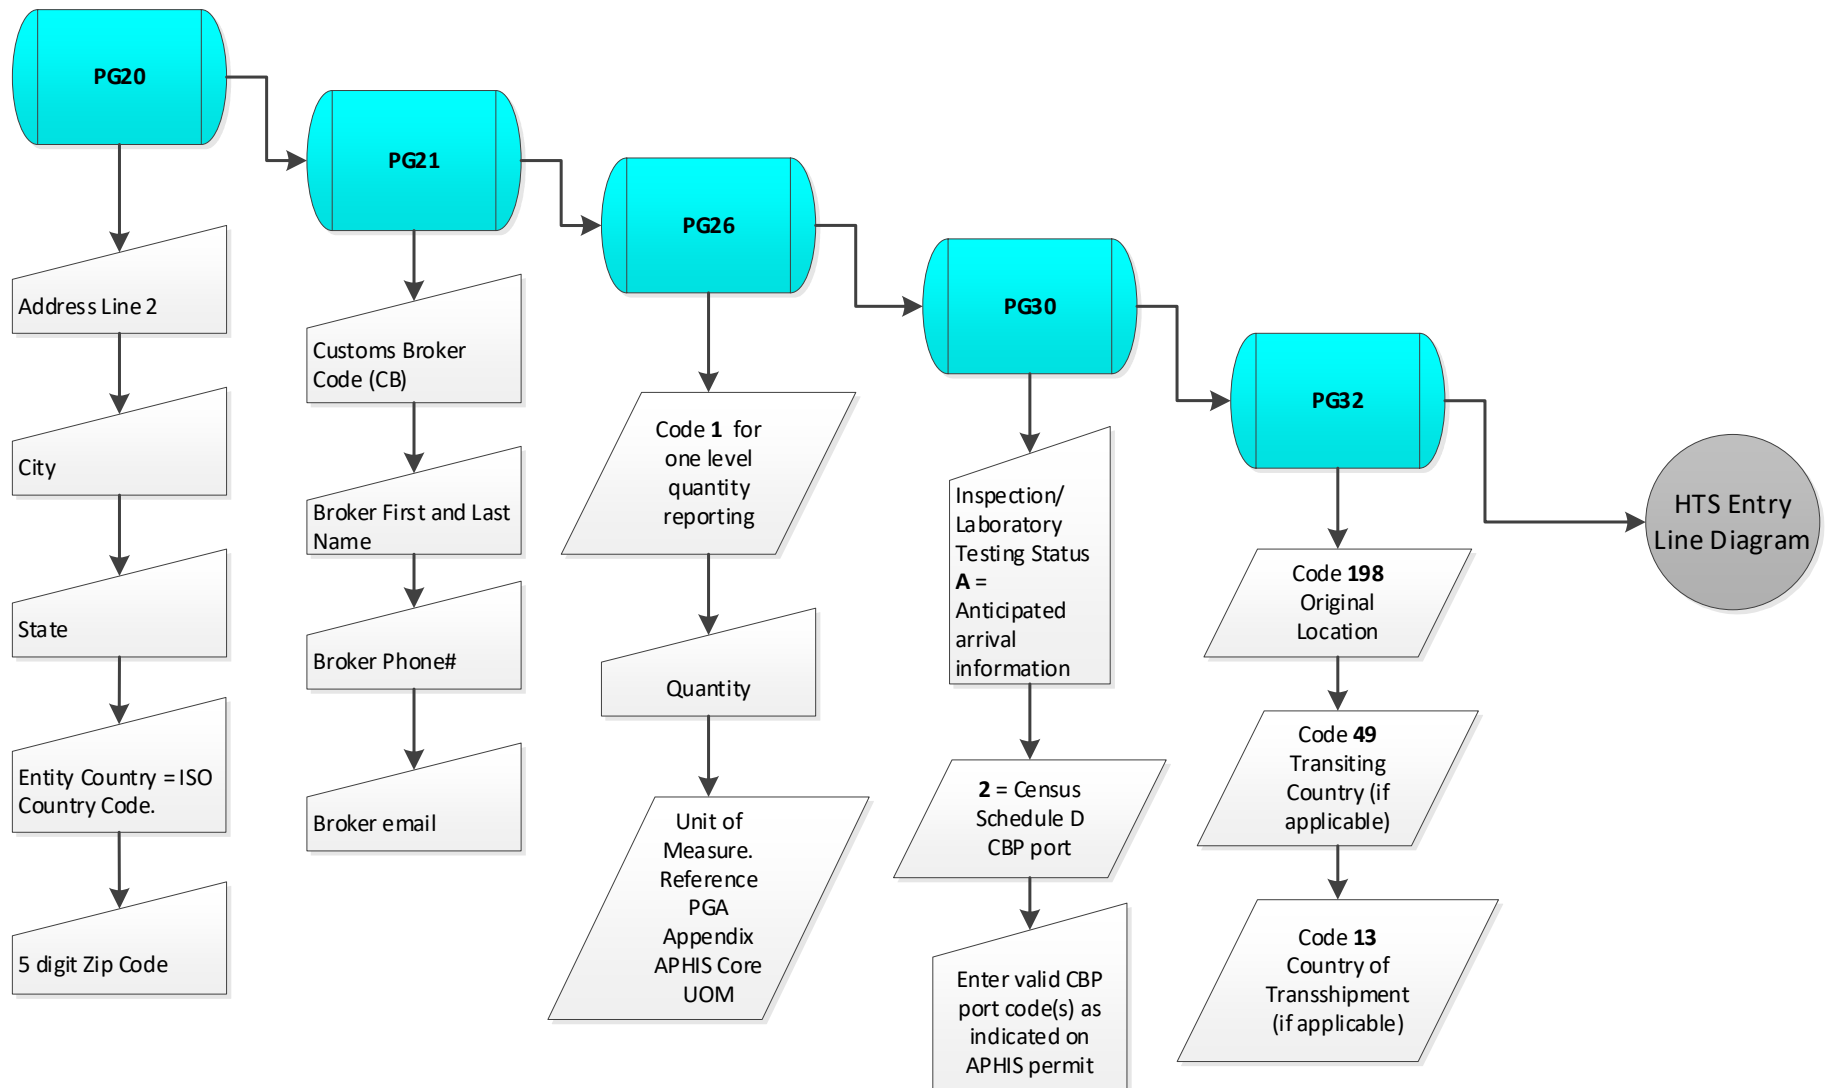 PG20
Address Line 2
City
State
Entity Country = ISO
Country Code.
5 digit Zip Code
PG21
Customs Broker
Code (CB)
Broker First and Last
Name
Broker Phone#
Broker email
PG26
Code 1 for
one level
quantity
reporting
Quantity
Unit of
Measure.
Reference
PGA
Appendix
APHIS Core
UOM
PG30
Inspection/
Laboratory
Testing Status
A =
Anticipated
arrival
information
2 = Census
Schedule D
CBP port
Enter valid CBP
port code(s) as
indicated on
APHIS permit
PG32
Code 198
Original
Location
Code 49
Transiting
Country (if
applicable)
Code 13
Country of
Transshipment
(if applicable)
HTS Entry
Line Diagram